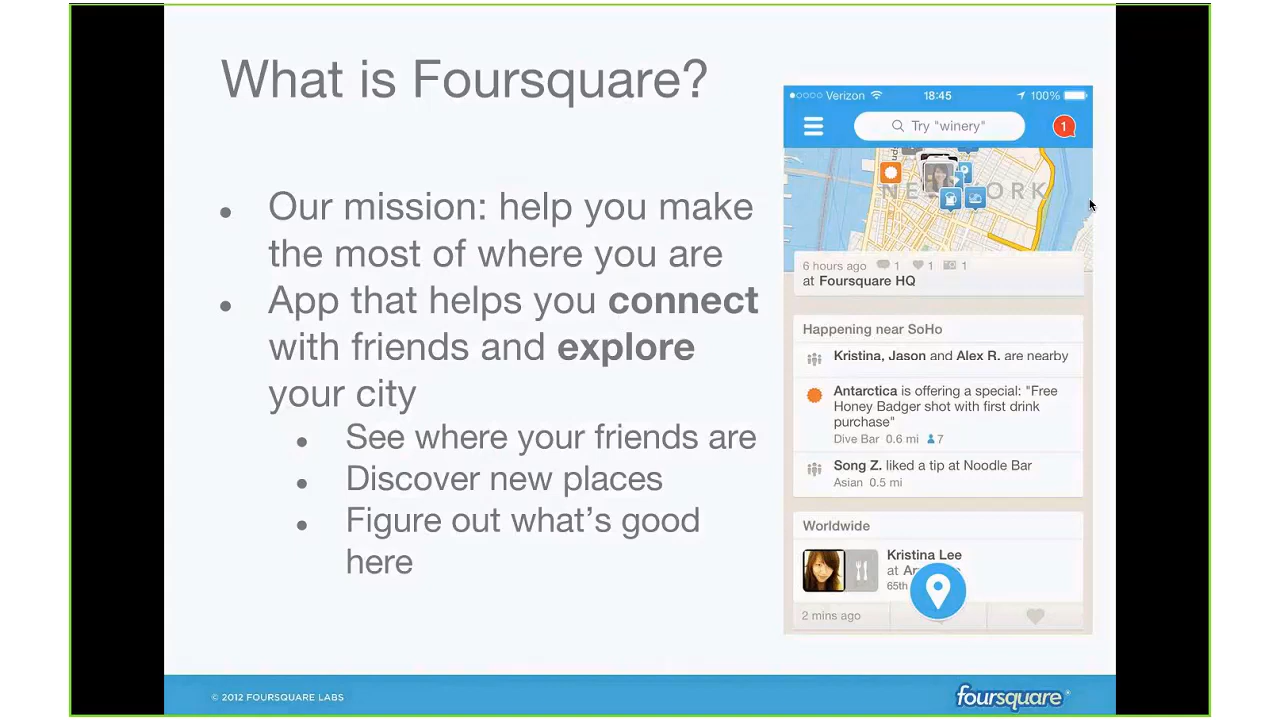 What is Foursquare?
Our mission: help you make
the most of where you are
App that helps you connect
with friends and explore
your city
See where your friends are
Discover new places
Figure out what's good
here
Verizon 18:45 100%
Try "winery" 1
NEW YORK
6 hours ago 1 1 1
at Foursquare HQ
Happening near SoHo
Kristina, Jason and Alex R. are nearby
Antarctica is offering a special: "Free
Honey Badger shot with first drink
purchase"
Dive Bar 0.6 mi 7
Song Z. liked a tip at Noodle Bar
Asian 0.5 mi
Worldwide
Kristina Lee
at
65th
2 mins ago
© 2012 FOURSQUARE LABS
foursquare®